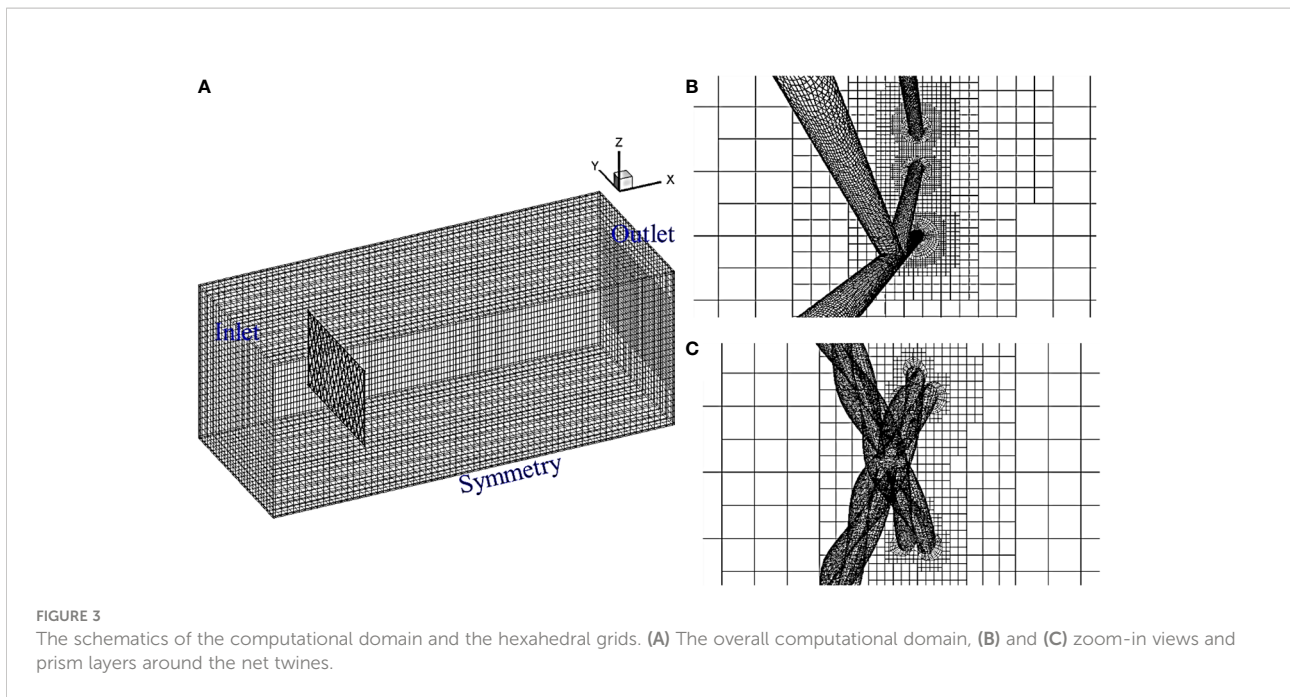 A
Z
Y
X
Outlet
Inlet
Symmetry
B
C
FIGURE 3
The schematics of the computational domain and the hexahedral grids. (A) The overall computational domain, (B) and (C) zoom-in views and
prism layers around the net twines.